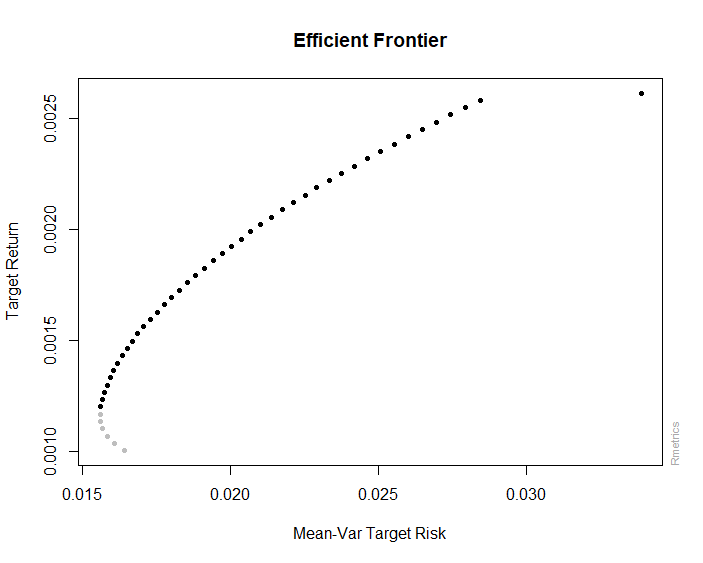 Efficient Frontier
Target Return
0.0025
0.0020
0.0015
0.0010
0.015
0.020
0.025
0.030
Mean-Var Target Risk
Rmetrics